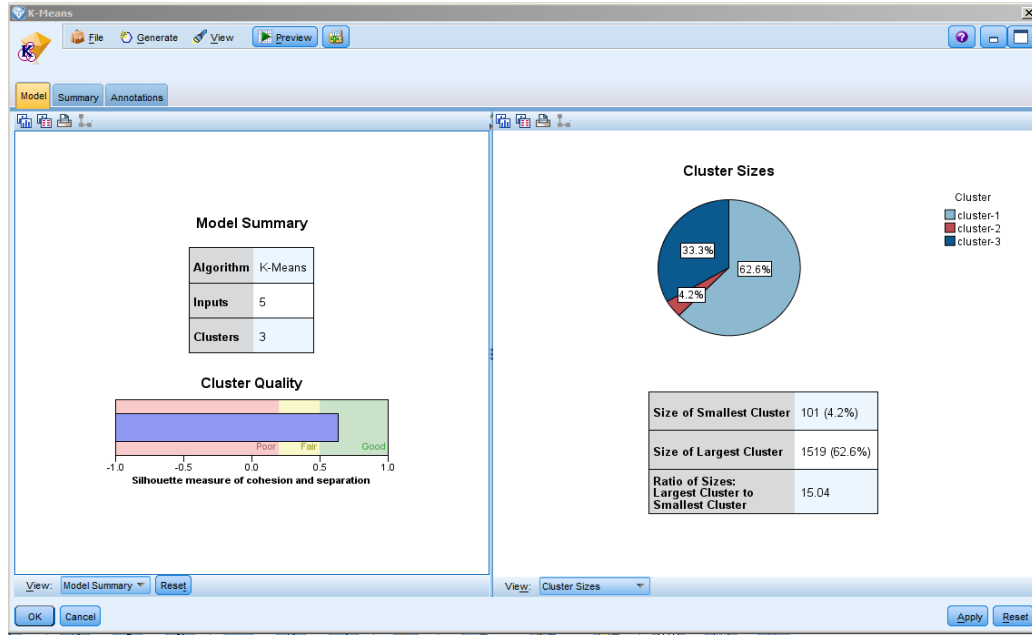 K-Means
File Generate View Preview
Model Summary Annotations
Model Summary
Algorithm K-Means
Inputs 5
Clusters 3
Cluster Quality
Poor Fair Good
-1.0 -0.5 0.0 0.5 1.0
Silhouette measure of cohesion and separation
View: Model Summary Reset
Cluster Sizes
Cluster
cluster-1
cluster-2
cluster-3
33.3%
62.6%
4.2%
Size of Smallest Cluster 101 (4.2%)
Size of Largest Cluster 1519 (62.6%)
Ratio of Sizes:
Largest Cluster to
Smallest Cluster
15.04
View: Cluster Sizes
OK Cancel Apply Reset